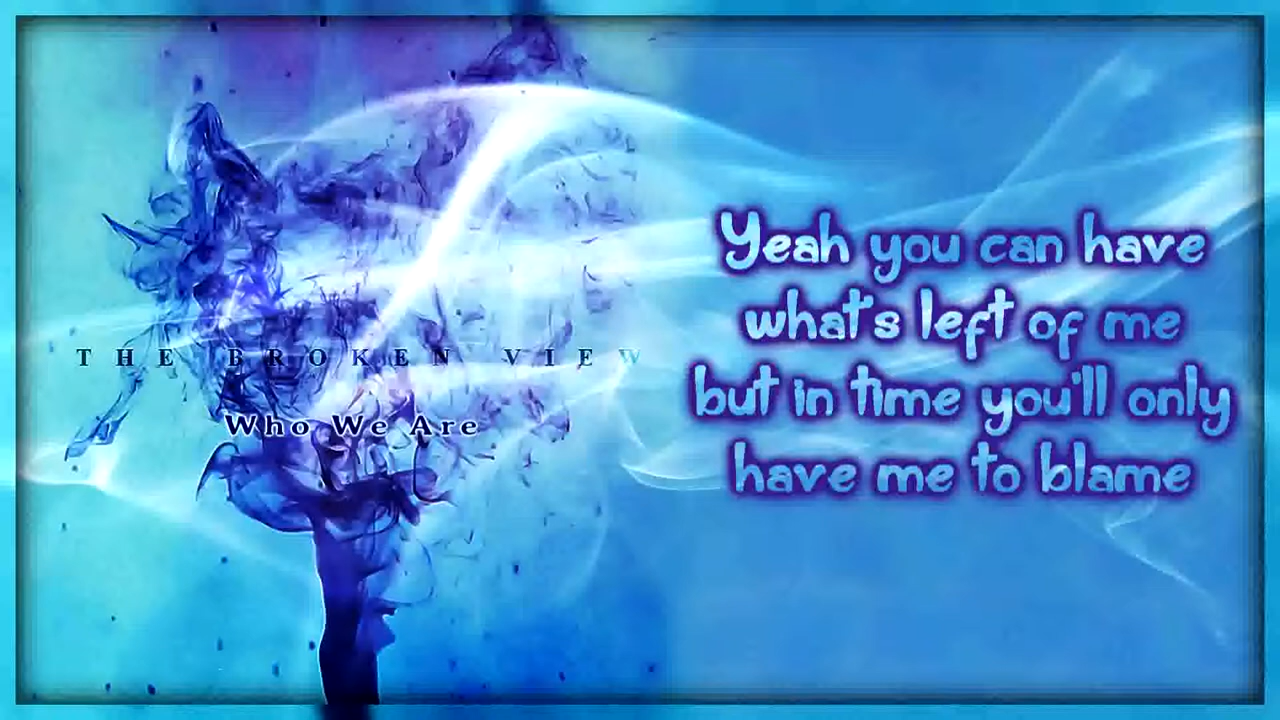 THE BROKEN VIEW
Who We Are
Yeah you can have
what's left of me
but in time you'll only
have me to blame